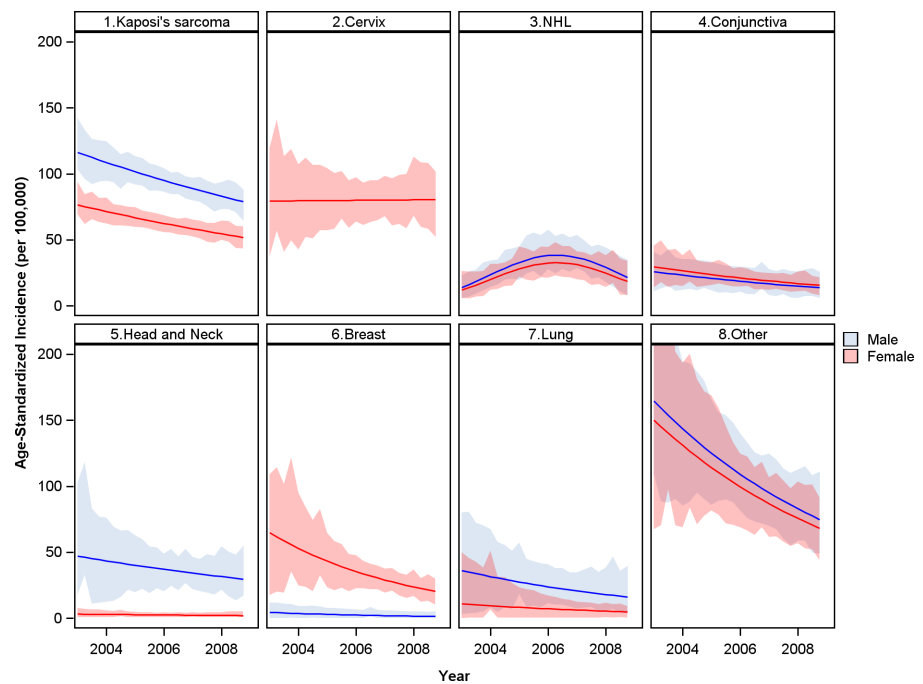 1.Kaposi's sarcoma
2.Cervix
3.NHL
4.Conjunctiva
200
150
100
50
0
5.Head and Neck
6.Breast
7.Lung
8.Other
200
150
100
50
0
2004 2006 2008
2004 2006 2008
2004 2006 2008
2004 2006 2008
Year
Age-Standardized Incidence (per 100,000)
Male
Female